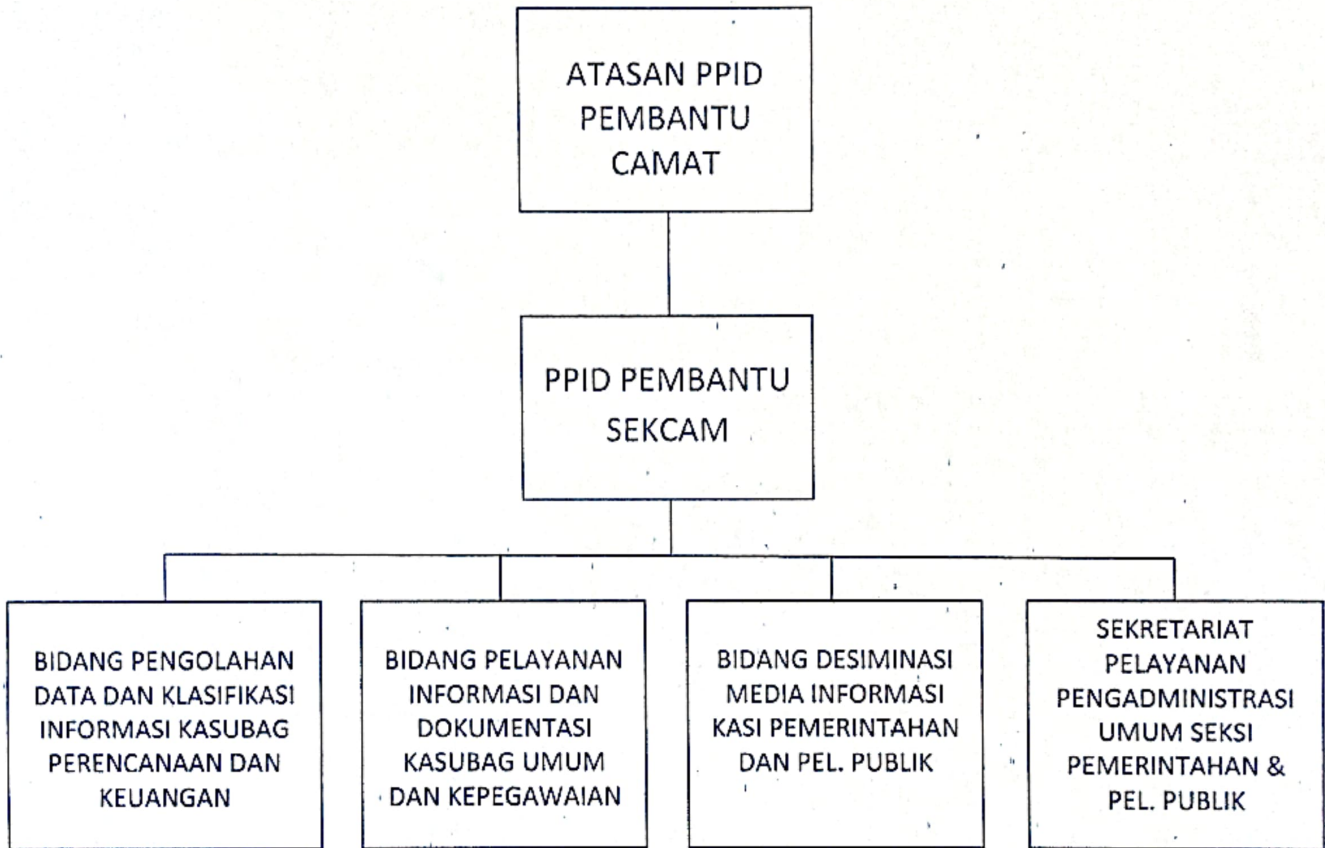 ATASAN PPID
PEMBANTU
CAMAT
PPID PEMBANTU
SEKCAM
BIDANG PENGOLAHAN
DATA DAN KLASIFIKASI
INFORMASI KASUBAG
PERENCANAAN DAN
KEUANGAN
BIDANG PELAYANAN
INFORMASI DAN
DOKUMENTASI
KASUBAG UMUM
DAN KEPEGAWAIAN
BIDANG DESIMINASI
MEDIA INFORMASI
KASI PEMERINTAHAN
DAN PEL. PUBLIK
SEKRETARIAT
PELAYANAN
PENGADMINISTRASI
UMUM SEKSI
PEMERINTAHAN &
PEL. PUBLIK